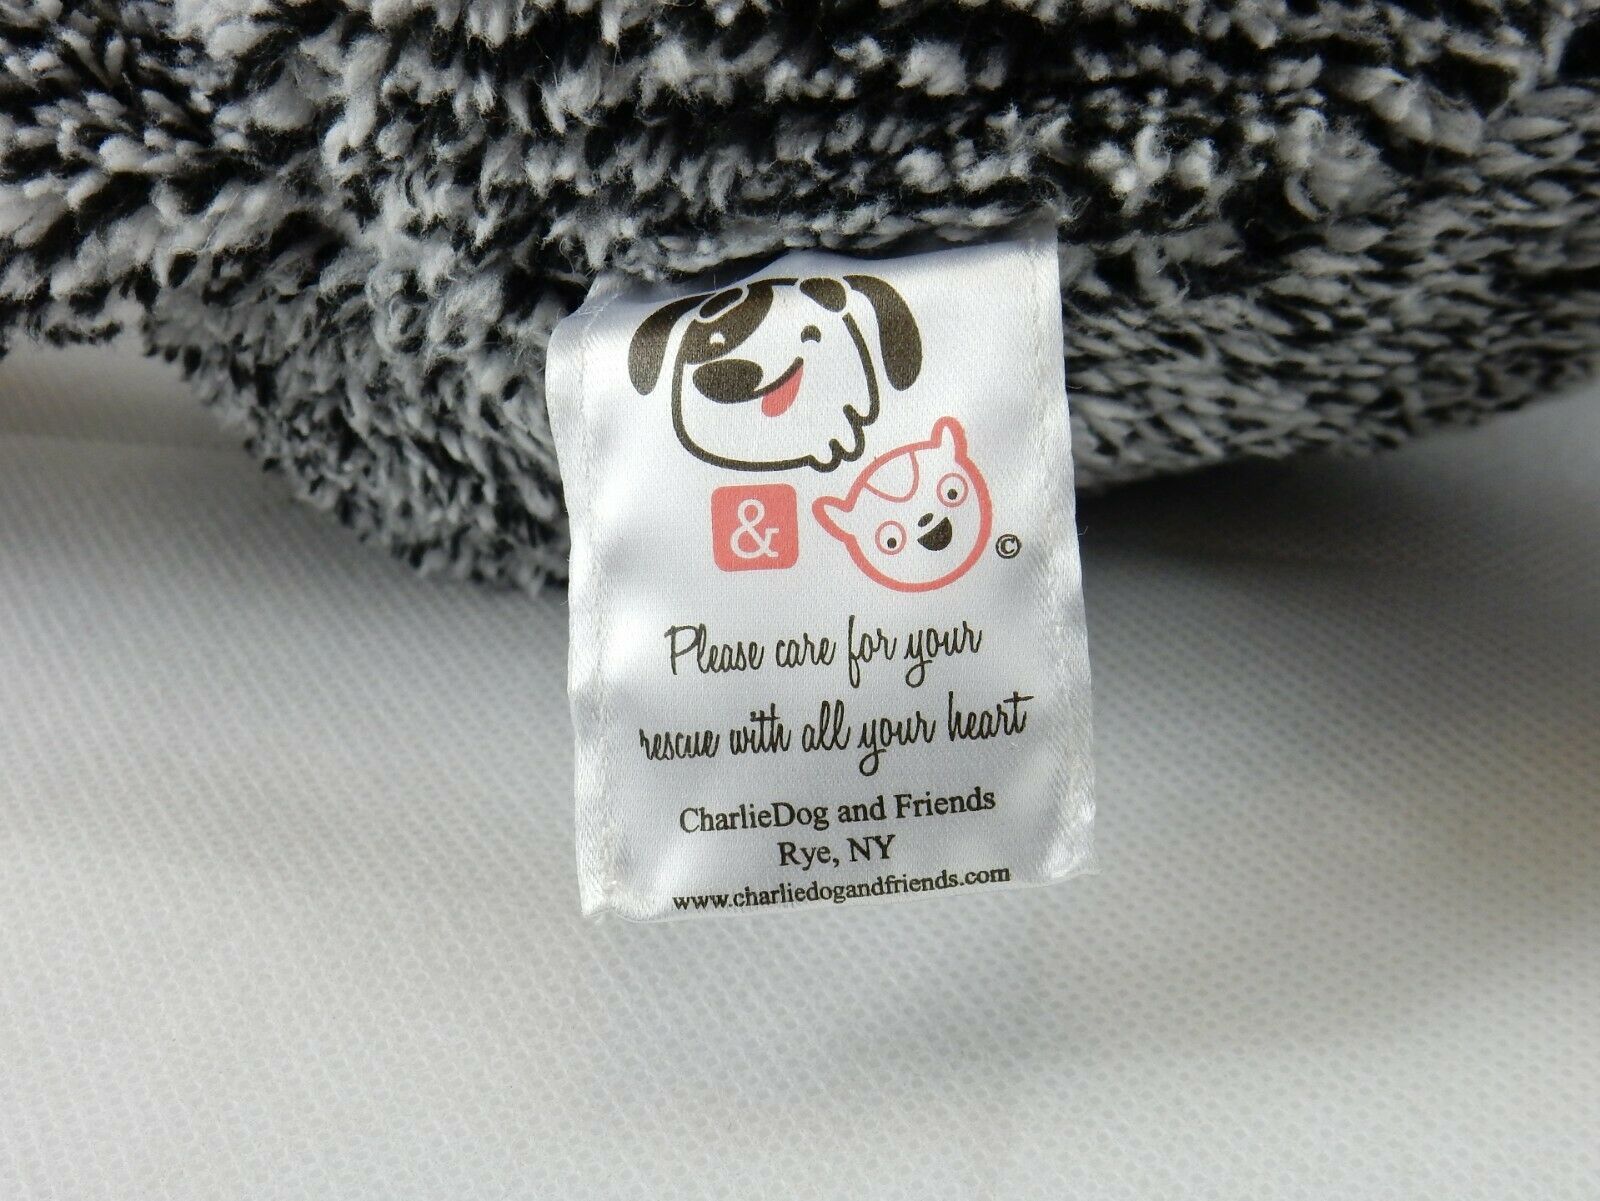 &
©
Please care for your
rescue with all your heart
CharlieDog and Friends
Rye, NY
www.charliedogandfriends.com